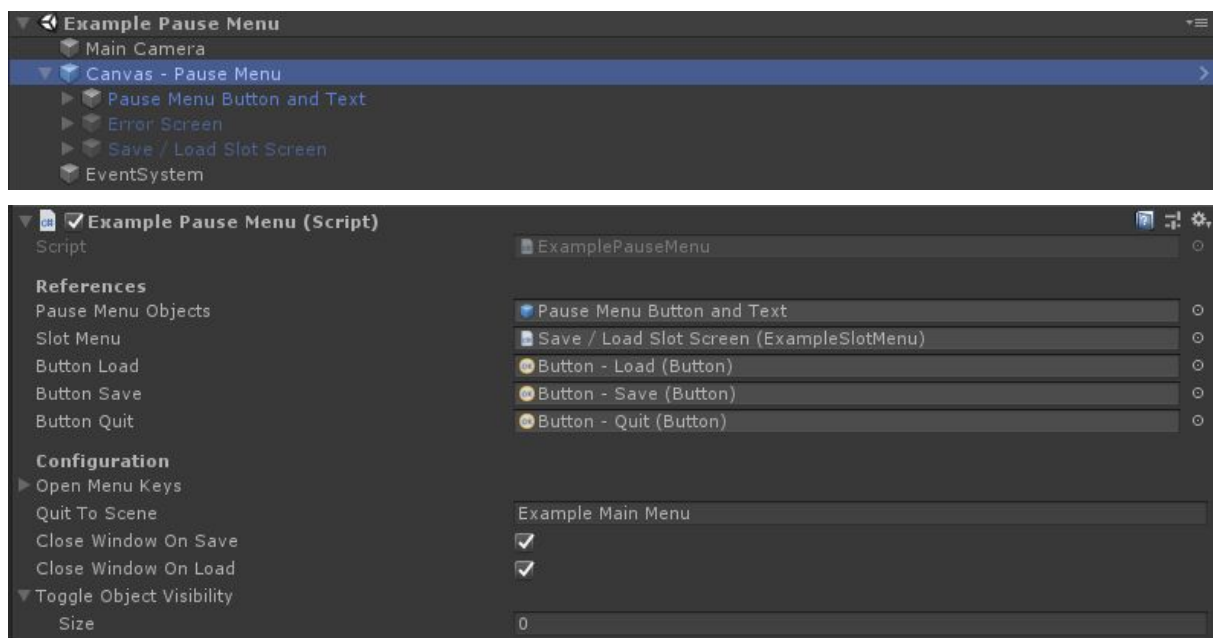 Example Pause Menu
Main Camera
Canvas - Pause Menu
Pause Menu Button and Text
Error Screen
Save / Load Slot Screen
EventSystem
Example Pause Menu (Script)
Script ExamplePauseMenu
References
Pause Menu Objects Pause Menu Button and Text
Slot Menu Save / Load Slot Screen (ExampleSlotMenu)
Button Load Button - Load (Button)
Button Save Button - Save (Button)
Button Quit Button - Quit (Button)
Configuration
Open Menu Keys
Quit To Scene Example Main Menu
Close Window On Save
Close Window On Load
Toggle Object Visibility
Size 0